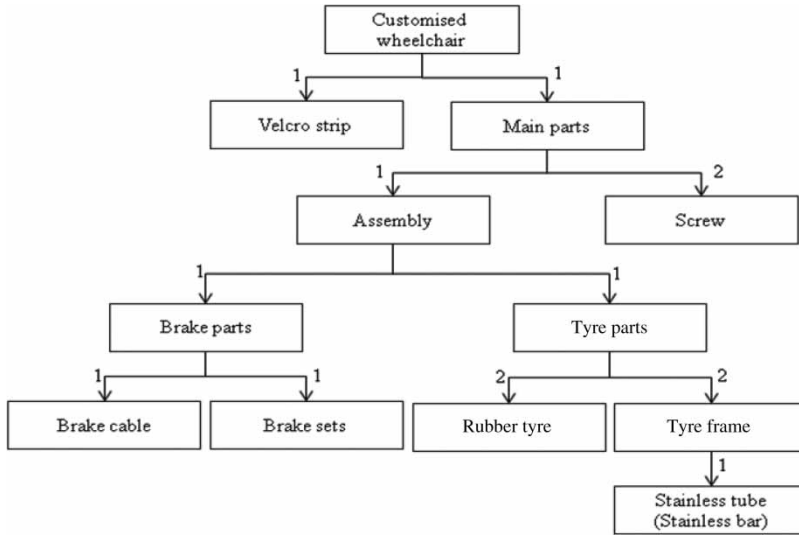 Customised
wheelchair
1
1
Velcro strip
Main parts
1
2
Assembly
Screw
1
1
Brake parts
Tyre parts
1
1
2
2
Brake cable
Brake sets
Rubber tyre
Tyre frame
1
Stainless tube
(Stainless bar)